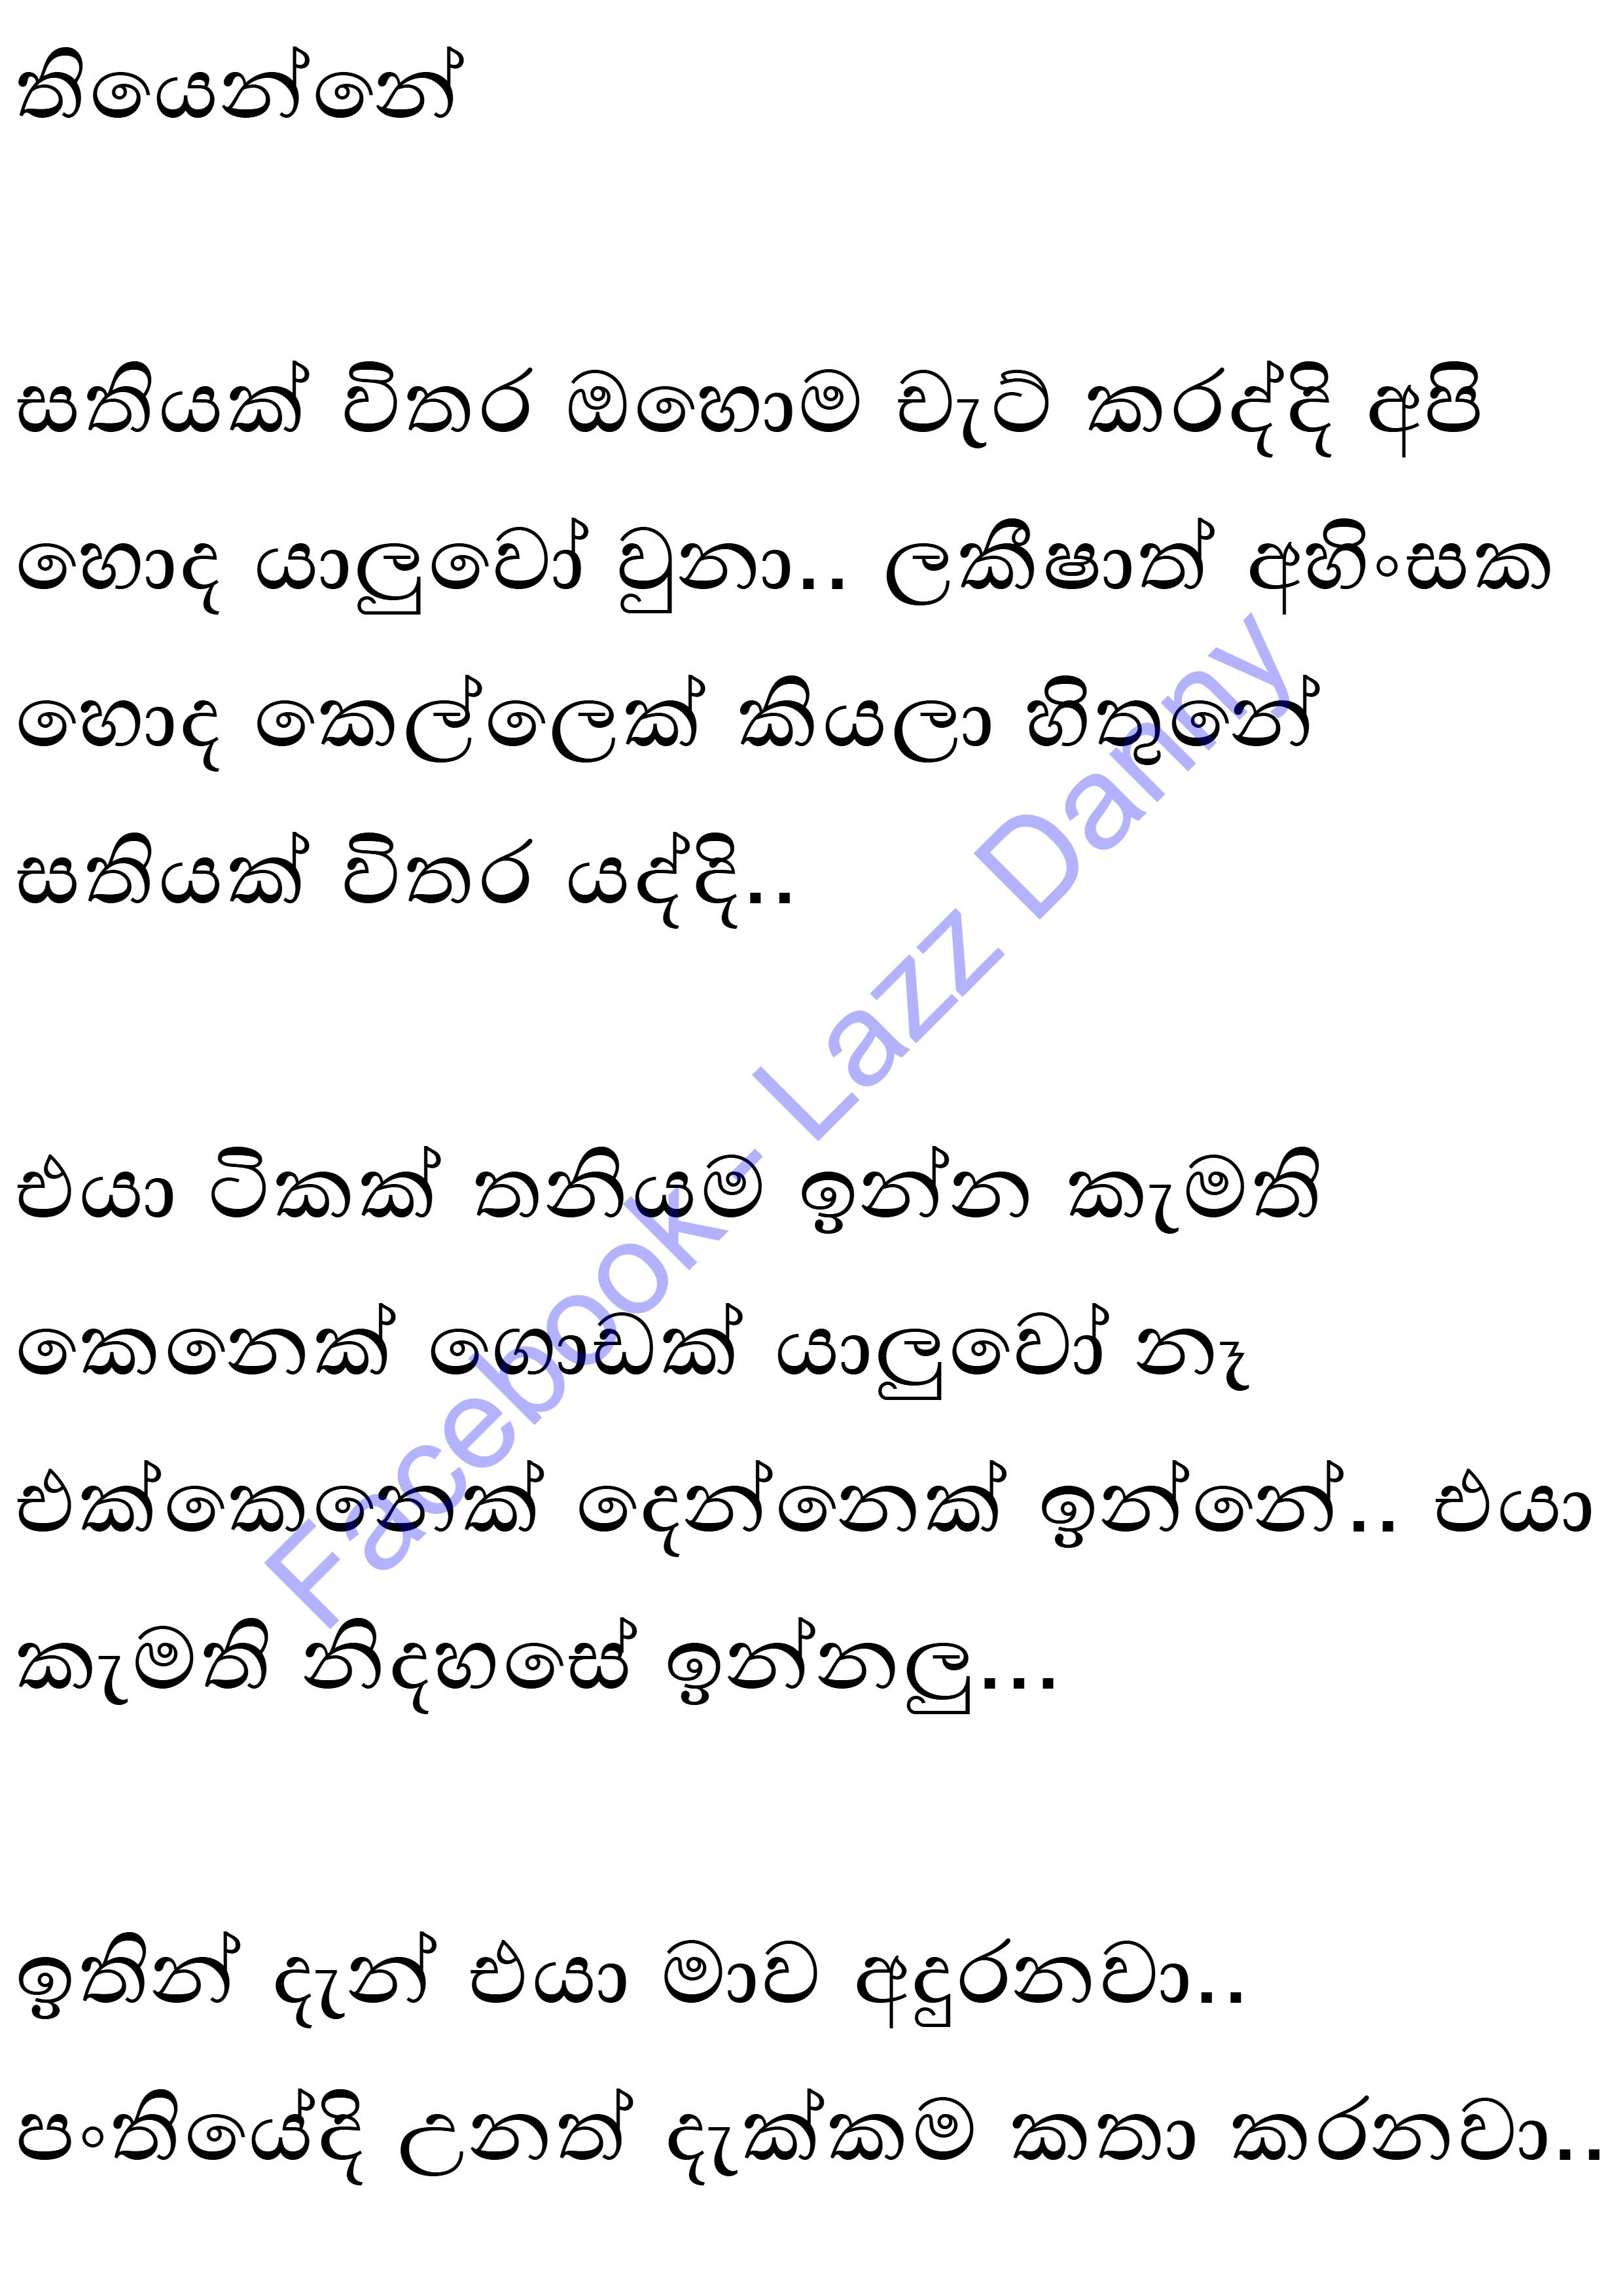 තියෙන්නේ
සතියක් විතර ඔහොම චැට් කරද්දි අපි
හොද යාලුවෝ වුනා.. ලකීෂාත් අහිංසක
හොද කෙල්ලෙක් කියලා හිතුනේ
සතියක් විතර යද්දි..
එයා ටිකක් තනියම ඉන්න කැමති
කෙනෙක් ගොඩක් යාලුවෝ නෑ
එක්කෙනෙක් දෙන්නෙක් ඉන්නේ.. එයා
කැමති නිදහසේ ඉන්නලු...
ඉතින් දැන් එයා මාව අදුරනවා..
පංතියේදි උනත් දැක්කම කතා කරනවා..
Facebook - Lazz Danny